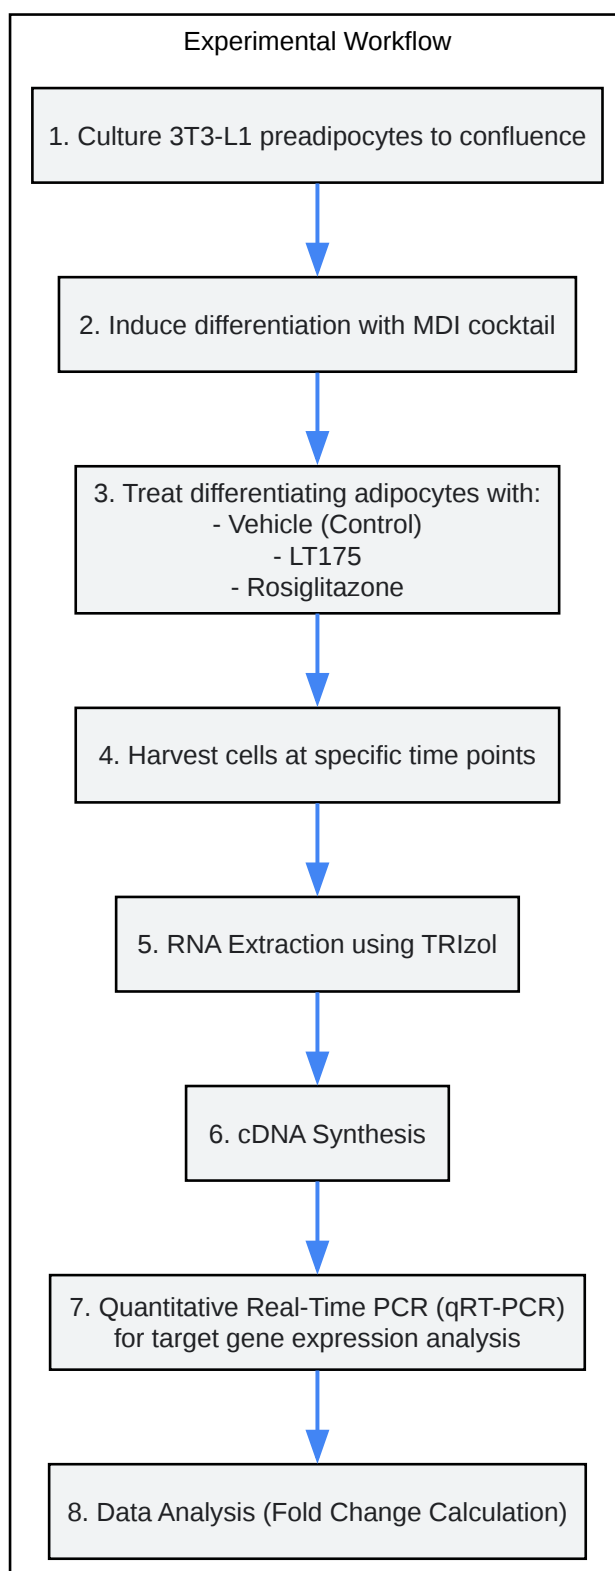 Experimental Workflow
1. Culture 3T3-L1 preadipocytes to confluence
2. Induce differentiation with MDI cocktail
3. Treat differentiating adipocytes with:
- Vehicle (Control)
- LT175
- Rosiglitazone
4. Harvest cells at specific time points
5. RNA Extraction using TRIzol
6. cDNA Synthesis
7. Quantitative Real-Time PCR (qRT-PCR)
for target gene expression analysis
8. Data Analysis (Fold Change Calculation)